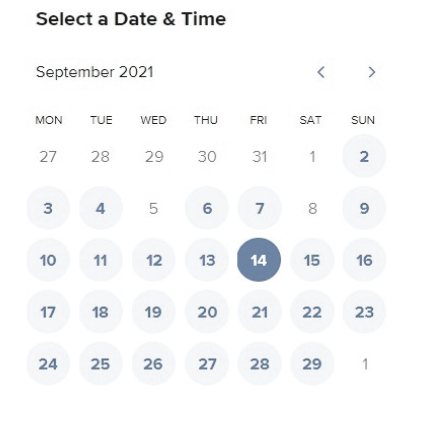 Select a Date & Time
September 2021
MON TUE WED THU FRI SAT SUN
27 28 29 30 31 1 2
3 4 5 6 7 8 9
10 11 12 13 14 15 16
17 18 19 20 21 22 23
24 25 26 27 28 29 1